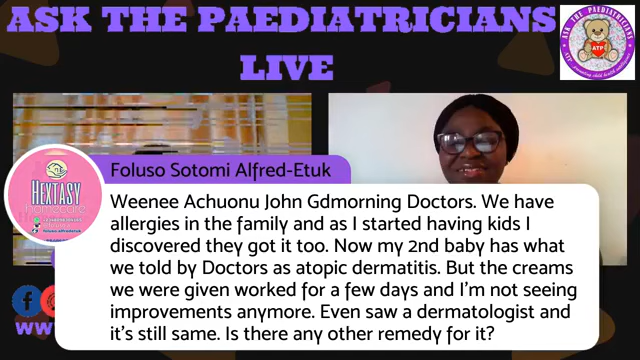 ASK THE PAEDIATRICIANS
LIVE
ASK THE PAEDIATRICIANS
ATP
Foluso Sotomi Alfred-Etuk
HEXTASY
homecare
Weenee Achuonu John Gdmorning Doctors. We have
allergies in the family and as I started having kids I
discovered they got it too. Now my 2nd baby has what
we told by Doctors as atopic dermatitis. But the creams
we were given worked for a few days and I'm not seeing
improvements anymore. Even saw a dermatologist and
it's still same. Is there any other remedy for it?